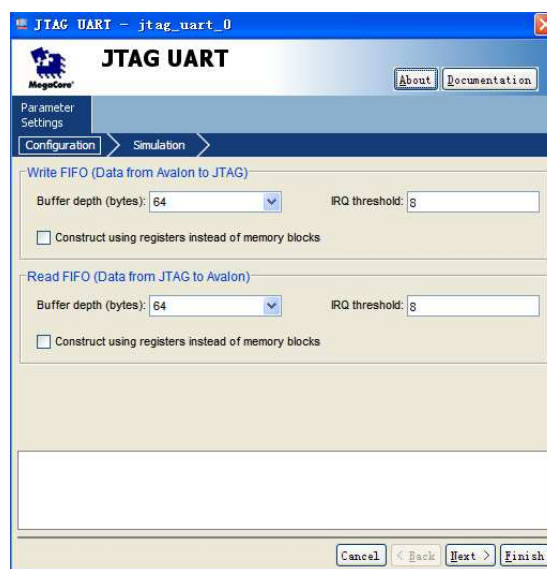 JTAG UART - jtag_uart_0
MegaCore'
JTAG UART
About Documentation
Parameter
Settings
Configuration Simulation
Write FIFO (Data from Avalon to JTAG)
Buffer depth (bytes): 64 IRQ threshold: 8
Construct using registers instead of memory blocks
Read FIFO (Data from JTAG to Avalon)
Buffer depth (bytes): 64 IRQ threshold: 8
Construct using registers instead of memory blocks
Cancel < Back Next > Finish